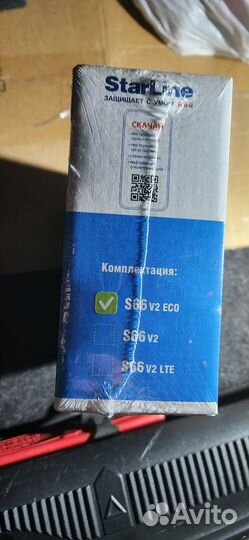 StarLine
ЗАЩИЩАЕТ С УМОМ
СКАЧАЙ
Комплектация:
S66 V2 ECO
S66 V2
S66 V2 LTE
Avito